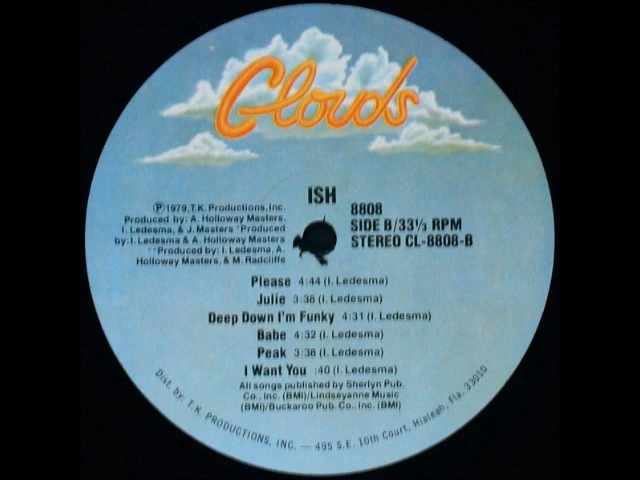 Clouds
ISH
℗1979, T.K. Productions, Inc.
Produced by: A. Holloway Masters,
I. Ledesma, & J. Masters *Produced
by: I. Ledesma & A. Holloway Masters
**Produced by: I. Ledesma, A.
Holloway Masters, & M. Radcliffe
8808
SIDE B/33⅓ RPM
STEREO CL-8808-B
Please 4:44 (I. Ledesma)
Julie 3:38 (I. Ledesma)
Deep Down I'm Funky 4:31 (I. Ledesma)
Babe 4:32 (I. Ledesma)
Peak 3:38 (I. Ledesma)
I Want You :40 (I. Ledesma)
All songs published by Sherlyn Pub.
Co., Inc. (BMI)/Lindseyanne Music
(BMI)/Buckaroo Pub. Co., Inc. (BMI)
Dist. by: T.K. PRODUCTIONS, INC. — 495 S.E. 10th Court, Hialeah, Fla. 33010